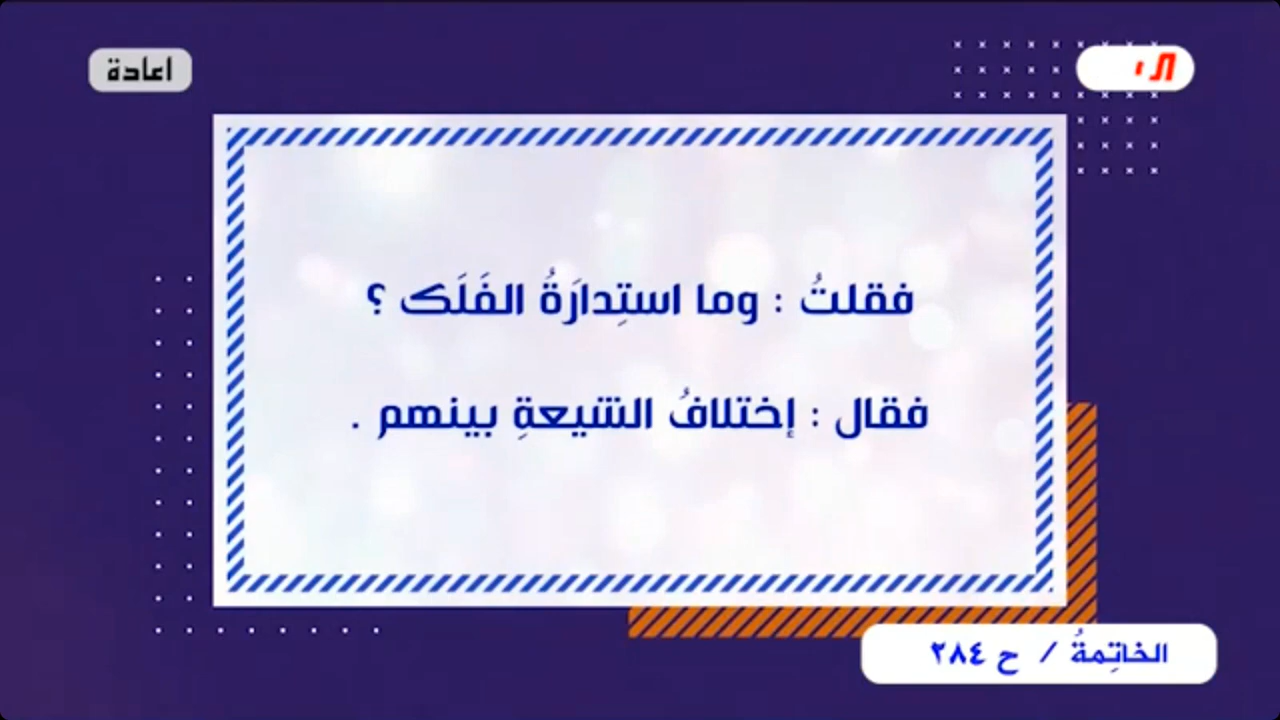 اعادة
فقلتُ : وما استِدارَةُ الفَلَك ؟
فقال : إختلافُ الشيعةِ بينهم .
الخاتِمةُ / ح ٢٨٤